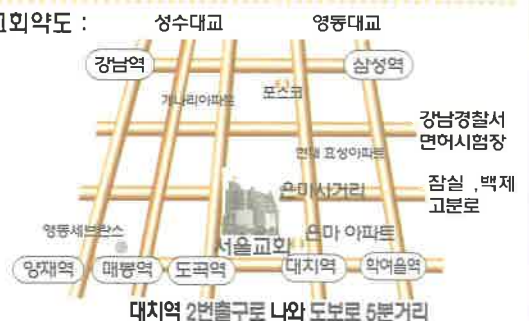 교회약도 :
성수대교 영동대교
강남역 삼성역
개나리아파트 포스코
강남경찰서
면허시험장
현대 효성아파트
은마사거리
잠실 ,백제
고분로
영동세브란스
서울교회 은마 아파트
양재역 매봉역 도곡역 대치역 학여울역
대치역 2번출구로 나와 도보로 5분거리